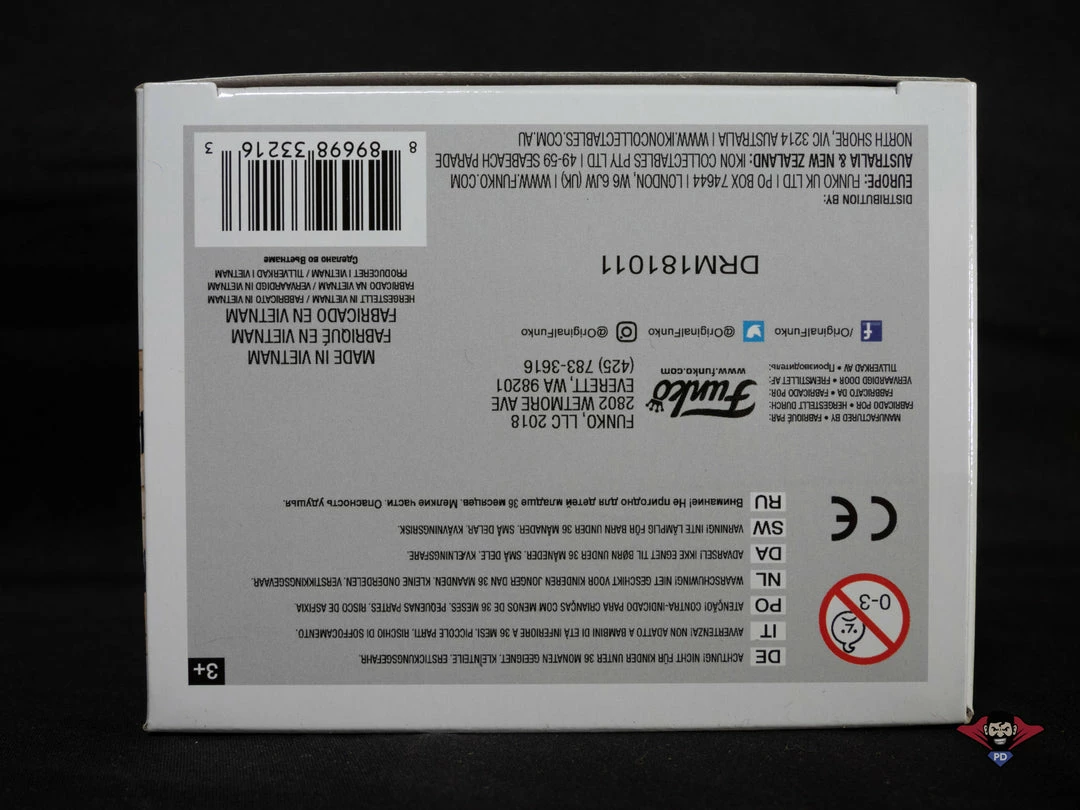 3+
DE ACHTUNG! NICHT FÜR KINDER UNTER 36 MONATEN GEEIGNET. KLEINTEILE. ERSTICKUNGSGEFAHR.
IT AVVERTENZA! NON ADATTO A BAMBINI DI ETÀ INFERIORE A 36 MESI. PICCOLE PARTI. RISCHIO DI SOFFOCAMENTO.
PO ATENÇÃO! CONTRA-INDICADO PARA CRIANÇAS COM MENOS DE 36 MESES. PEQUENAS PARTES. RISCO DE ASFIXIA
NL WAARSCHUWING! NIET GESCHIKT VOOR KINDEREN JONGER DAN 36 MAANDEN. KLEINE ONDERDELEN. VERSTIKKINGSGEVAAR.
DA ADVARSEL! IKKE EGNET TIL BØRN UNDER 36 MÅNEDER. SMÅ DELE. KVÆLNINGSFARE.
SW VARNING! INTE LÄMPLIG FÖR BARN UNDER 36 MÅNADER. SMÅ DELAR. KVÄVNINGSRISK.
RU Внимание! Не пригодно для детей младше 36 месяцев. Мелкие части. Опасность удушья.
0-3
CE
MANUFACTURED BY • FABRIQUÉ PAR:
FABRICADO POR • HERGESTELLT DURCH:
FABBRICATO DA • FABRICADO POR:
VERVAARDIGD DOOR • FREMSTILLET AF:
TILLVERKAD AV • Производитель:
Funko
www.funko.com
FUNKO, LLC 2018
2802 WETMORE AVE
EVERETT, WA 98201
(425) 783-3616
/OriginalFunko @OriginalFunko @OriginalFunko
MADE IN VIETNAM
FABRIQUÉ EN VIETNAM
FABRICADO EN VIETNAM
HERGESTELLT IN VIETNAM / FABBRICATO IN VIETNAM
FABRICADO NA VIETNAM / VERVAARDIGD IN VIETNAM
PRODUCERET I VIETNAM / TILLVERKAD I VIETNAM
Сделано во Вьетнаме
DRM181011
DISTRIBUTION BY:
EUROPE: FUNKO UK LTD | PO BOX 74644 | LONDON, W6 6JW (UK) | WWW.FUNKO.COM
AUSTRALIA & NEW ZEALAND: IKON COLLECTABLES PTY LTD | 49-59 SEABEACH PARADE
NORTH SHORE, VIC 3214 AUSTRALIA | WWW.IKONCOLLECTABLES.COM.AU
8 89698 33216 3
PD